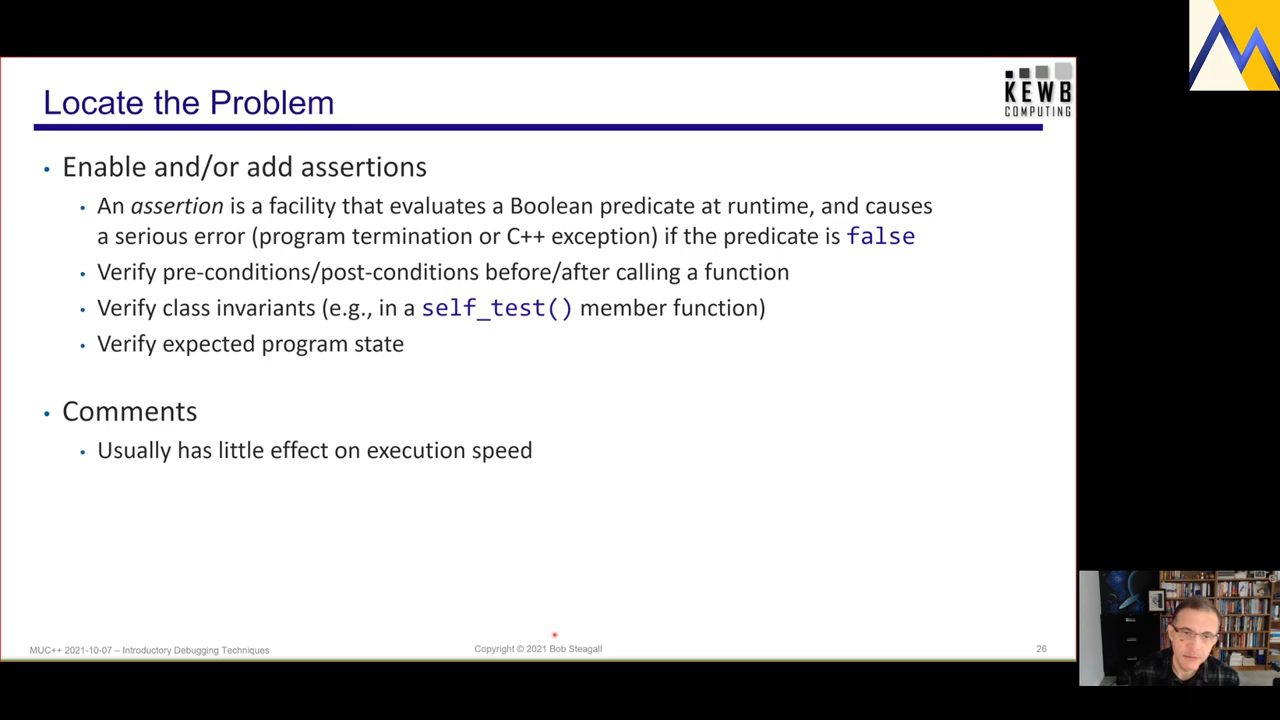 Locate the Problem
KEWB
COMPUTING
• Enable and/or add assertions
• An assertion is a facility that evaluates a Boolean predicate at runtime, and causes
a serious error (program termination or C++ exception) if the predicate is false
• Verify pre-conditions/post-conditions before/after calling a function
• Verify class invariants (e.g., in a self_test() member function)
• Verify expected program state
• Comments
• Usually has little effect on execution speed
MUC++ 2021-10-07 – Introductory Debugging Techniques
Copyright © 2021 Bob Steagall
26